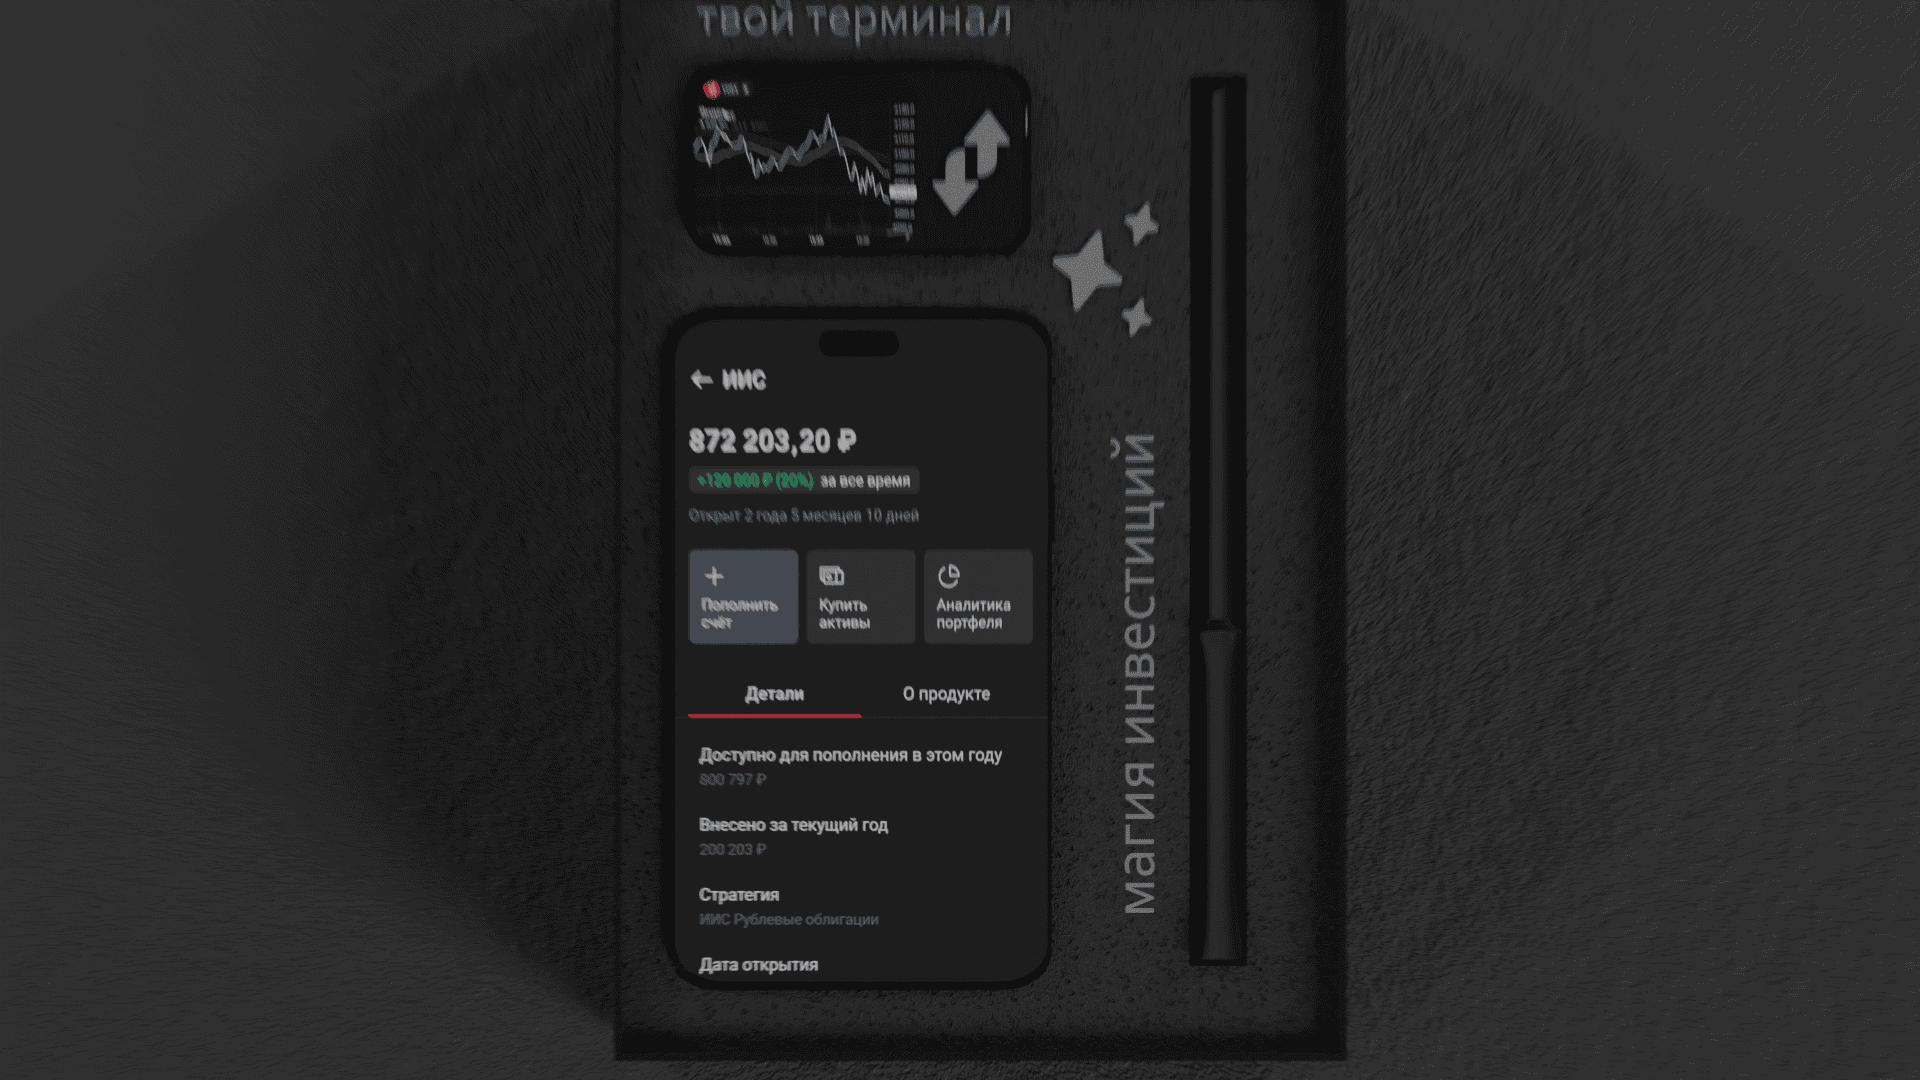 твой терминал
ИИС
872 203,20 ₽
+120 000 ₽ (20%) за все время
Открыт 2 года 5 месяцев 10 дней
Пополнить
счёт
Купить
активы
Аналитика
портфеля
Детали
О продукте
Доступно для пополнения в этом году
800 797 ₽
Внесено за текущий год
200 203 ₽
Стратегия
ИИС Рублевые облигации
Дата открытия
магия инвестиций